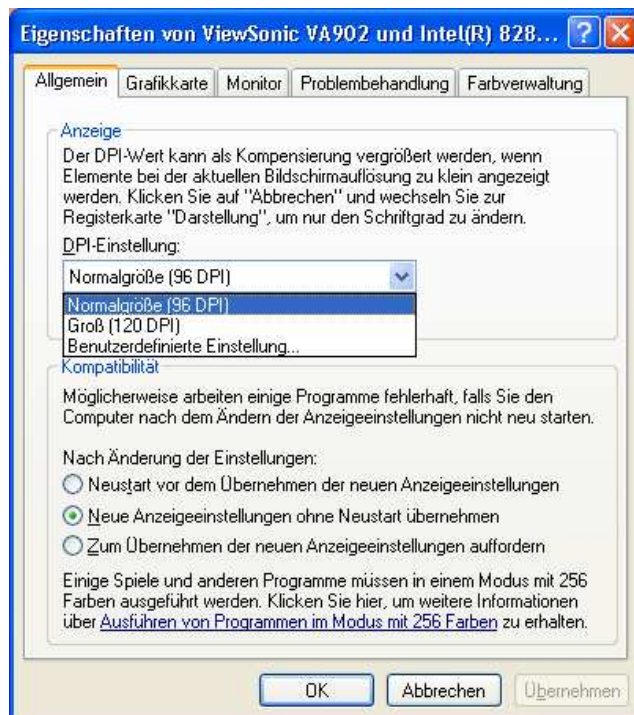 Eigenschaften von ViewSonic VA902 und Intel(R) 828...
Allgemein Grafikkarte Monitor Problembehandlung Farbverwaltung
Anzeige
Der DPI-Wert kann als Kompensierung vergrößert werden, wenn
Elemente bei der aktuellen Bildschirmauflösung zu klein angezeigt
werden. Klicken Sie auf "Abbrechen" und wechseln Sie zur
Registerkarte "Darstellung", um nur den Schriftgrad zu ändern.
DPI-Einstellung:
Normalgröße (96 DPI)
Normalgröße (96 DPI)
Groß (120 DPI)
Benutzerdefinierte Einstellung...
Kompatibilität
Möglicherweise arbeiten einige Programme fehlerhaft, falls Sie den
Computer nach dem Ändern der Anzeigeeinstellungen nicht neu starten.
Nach Änderung der Einstellungen:
Neustart vor dem Übernehmen der neuen Anzeigeeinstellungen
Neue Anzeigeeinstellungen ohne Neustart übernehmen
Zum Übernehmen der neuen Anzeigeeinstellungen auffordern
Einige Spiele und anderen Programme müssen in einem Modus mit 256
Farben ausgeführt werden. Klicken Sie hier, um weitere Informationen
über Ausführen von Programmen im Modus mit 256 Farben zu erhalten.
OK Abbrechen Übernehmen